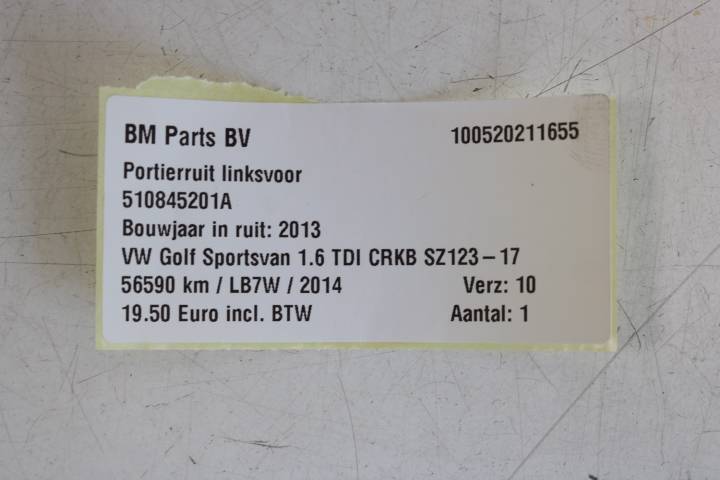 BM Parts BV 100520211655
Portierruit linksvoor
510845201A
Bouwjaar in ruit: 2013
VW Golf Sportsvan 1.6 TDI CRKB SZ123-17
56590 km / LB7W / 2014 Verz: 10
19.50 Euro incl. BTW Aantal: 1